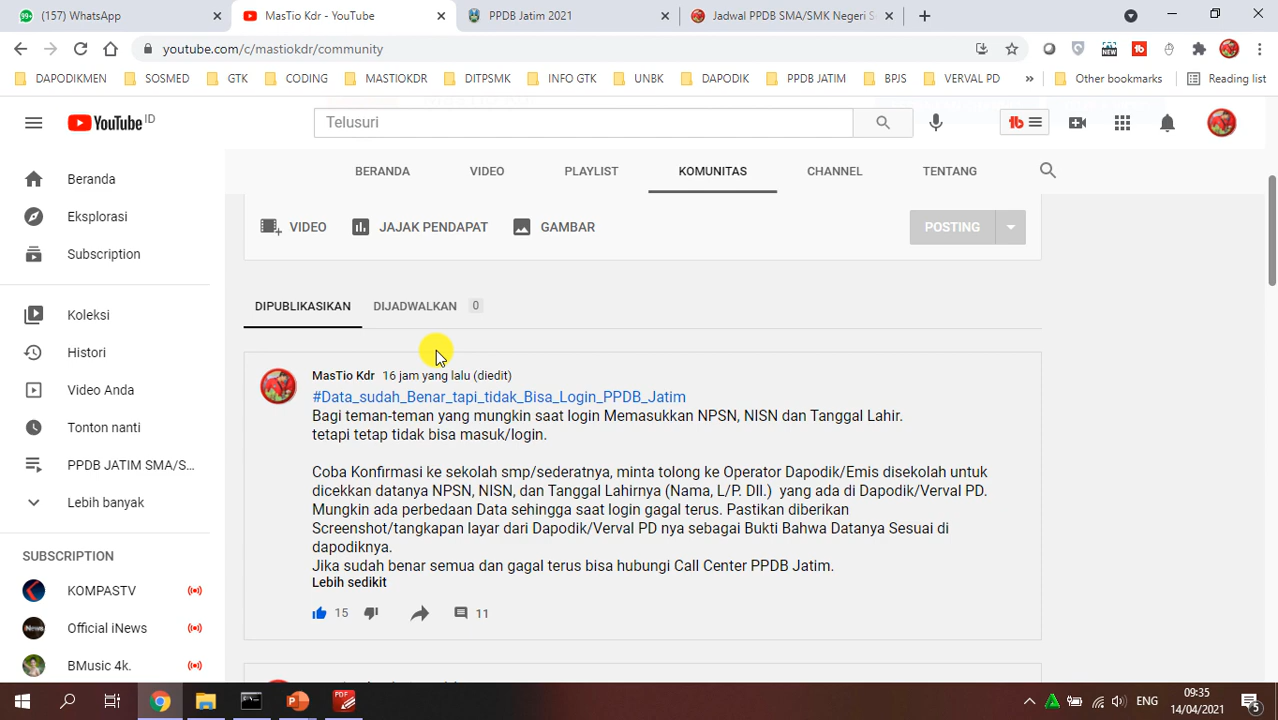 (157) WhatsApp
MasTio Kdr - YouTube
PPDB Jatim 2021
Jadwal PPDB SMA/SMK Negeri S
youtube.com/c/mastiokdr/community
NEW
DAPODIKMEN
SOSMED
GTK
CODING
MASTIOKDR
DITPSMK
INFO GTK
UNBK
DAPODIK
PPDB JATIM
BPJS
VERVAL PD
»
Other bookmarks
Reading list
YouTube ID
Telusuri
BERANDA
VIDEO
PLAYLIST
KOMUNITAS
CHANNEL
TENTANG
Beranda
Eksplorasi
Subscription
Koleksi
Histori
Video Anda
Tonton nanti
PPDB JATIM SMA/S...
Lebih banyak
SUBSCRIPTION
KOMPASTV
Official iNews
BMusic 4k.
VIDEO
JAJAK PENDAPAT
GAMBAR
POSTING
DIPUBLIKASIKAN
DIJADWALKAN 0
MasTio Kdr 16 jam yang lalu (diedit)
#Data_sudah_Benar_tapi_tidak_Bisa_Login_PPDB_Jatim
Bagi teman-teman yang mungkin saat login Memasukkan NPSN, NISN dan Tanggal Lahir.
tetapi tetap tidak bisa masuk/login.
Coba Konfirmasi ke sekolah smp/sederatnya, minta tolong ke Operator Dapodik/Emis disekolah untuk
dicekkan datanya NPSN, NISN, dan Tanggal Lahirnya (Nama, L/P. Dll.) yang ada di Dapodik/Verval PD.
Mungkin ada perbedaan Data sehingga saat login gagal terus. Pastikan diberikan
Screenshot/tangkapan layar dari Dapodik/Verval PD nya sebagai Bukti Bahwa Datanya Sesuai di
dapodiknya.
Jika sudah benar semua dan gagal terus bisa hubungi Call Center PPDB Jatim.
Lebih sedikit
15
11
PDF
ENG
09:35
14/04/2021
5